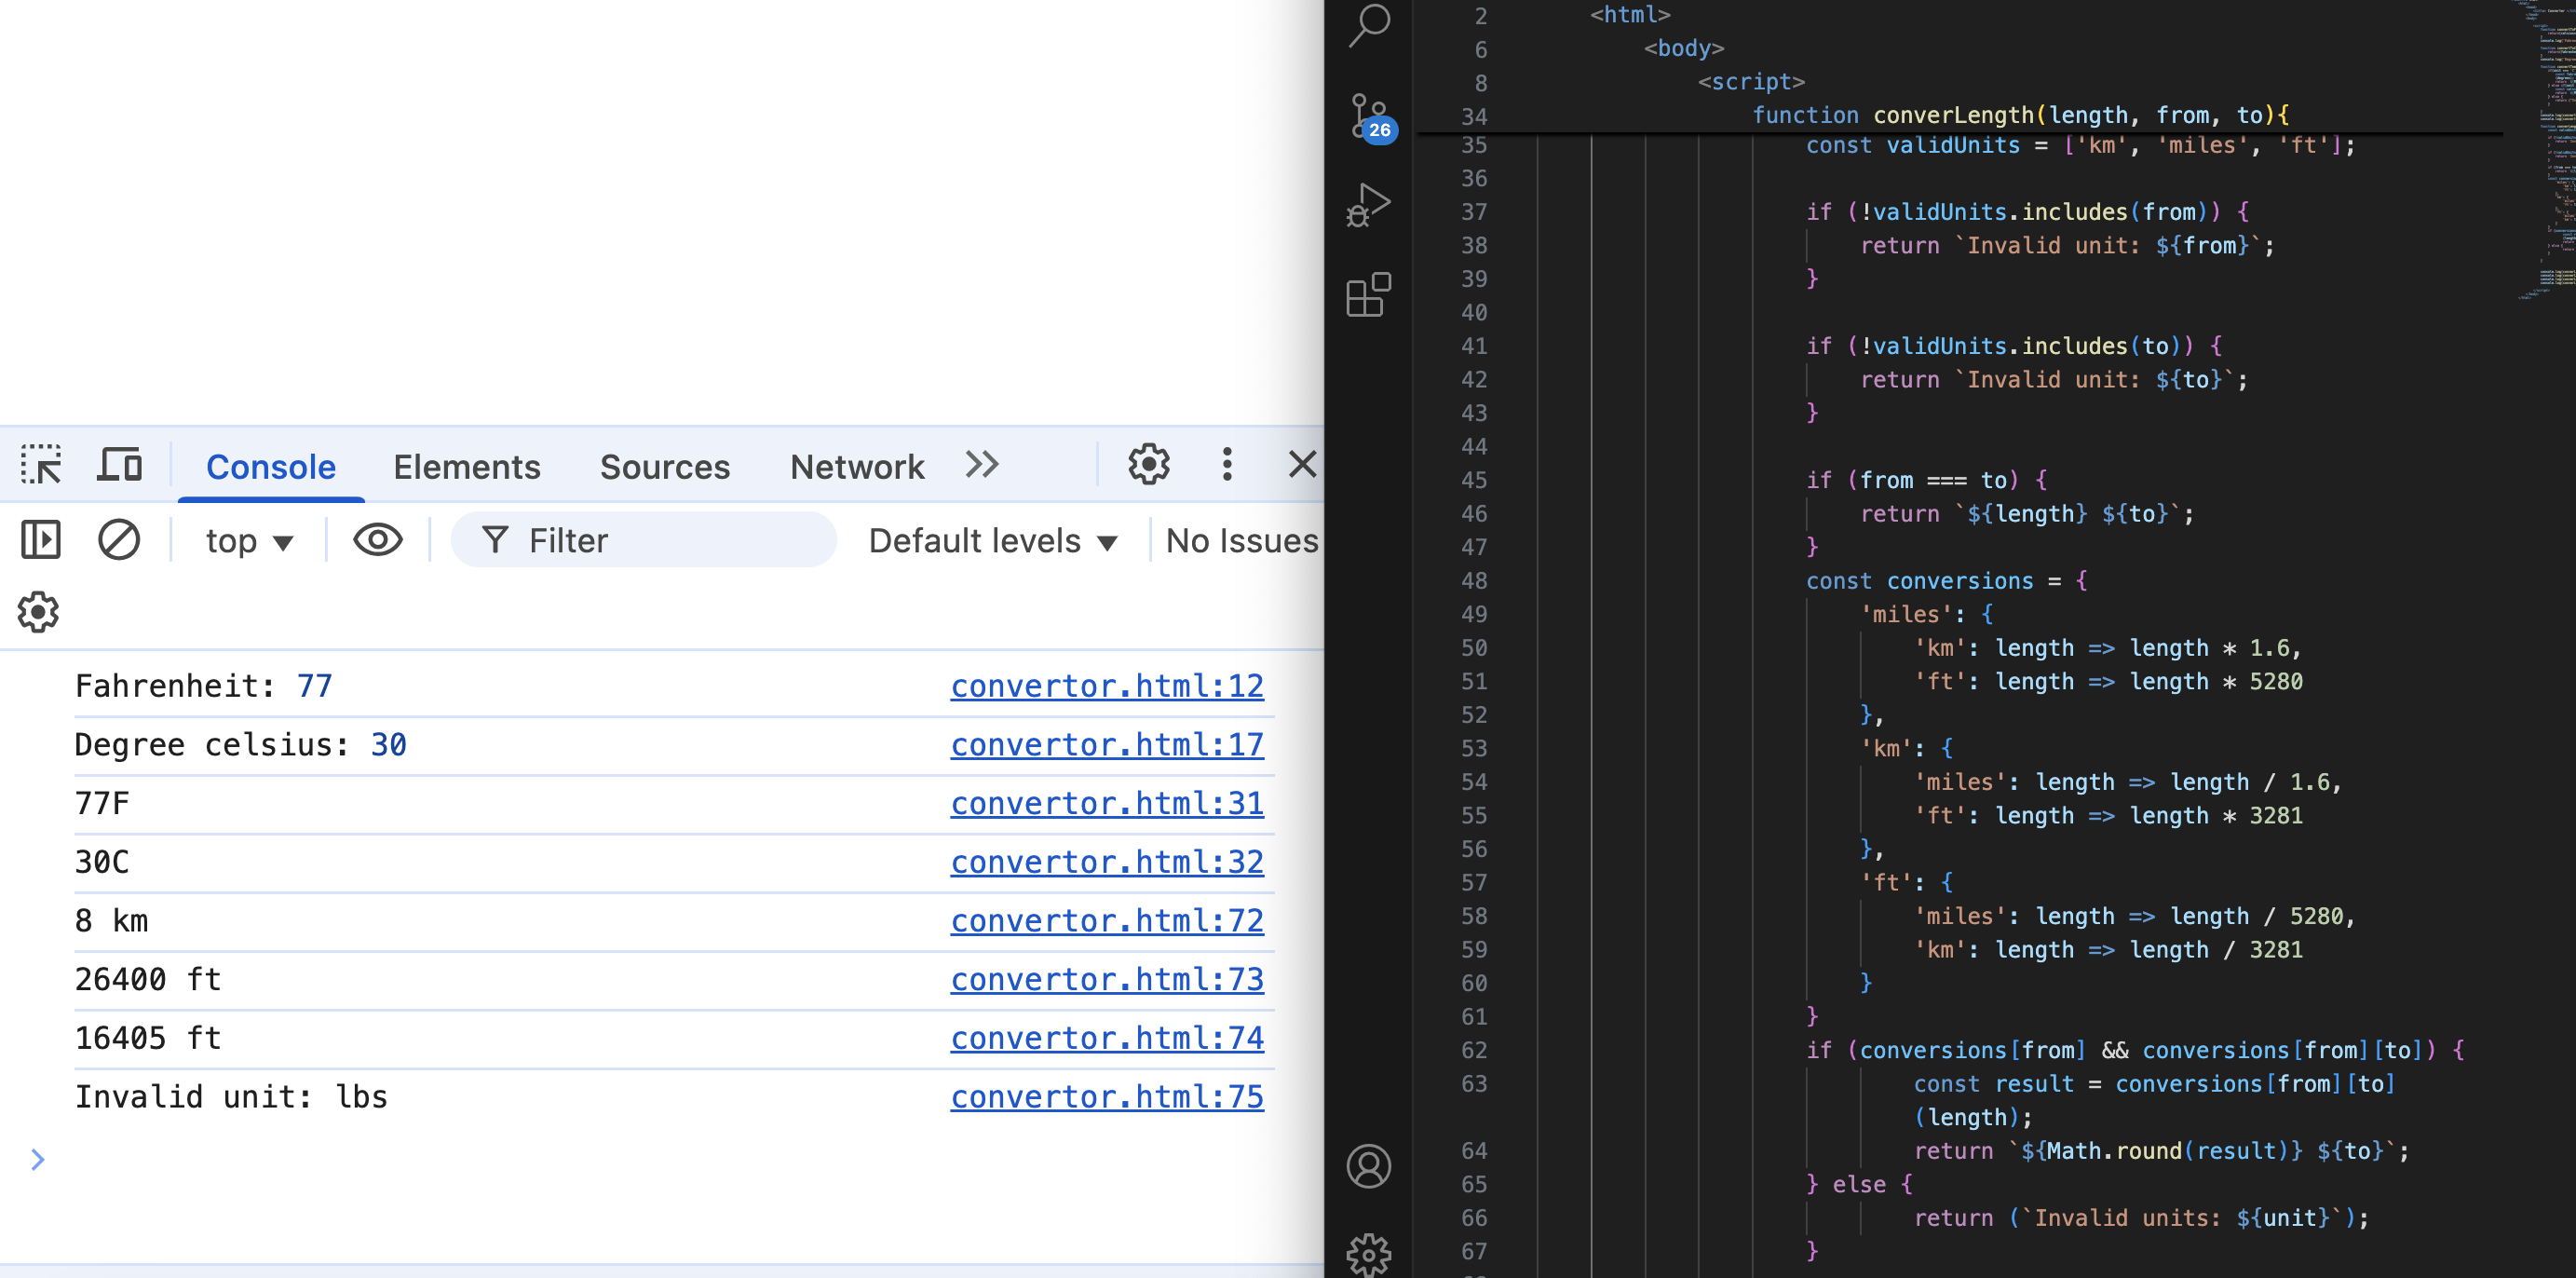 Console Elements Sources Network
top Filter Default levels No Issues
Fahrenheit: 77 convertor.html:12
Degree celsius: 30 convertor.html:17
77F convertor.html:31
30C convertor.html:32
8 km convertor.html:72
26400 ft convertor.html:73
16405 ft convertor.html:74
Invalid unit: lbs convertor.html:75
26
2 <html>
6 <body>
8 <script>
34 function converLength(length, from, to){
35 const validUnits = ['km', 'miles', 'ft'];
36
37 if (!validUnits.includes(from)) {
38 return `Invalid unit: ${from}`;
39 }
40
41 if (!validUnits.includes(to)) {
42 return `Invalid unit: ${to}`;
43 }
44
45 if (from === to) {
46 return `${length} ${to}`;
47 }
48 const conversions = {
49 'miles': {
50 'km': length => length * 1.6,
51 'ft': length => length * 5280
52 },
53 'km': {
54 'miles': length => length / 1.6,
55 'ft': length => length * 3281
56 },
57 'ft': {
58 'miles': length => length / 5280,
59 'km': length => length / 3281
60 }
61 }
62 if (conversions[from] && conversions[from][to]) {
63 const result = conversions[from][to]
(length);
64 return `${Math.round(result)} ${to}`;
65 } else {
66 return (`Invalid units: ${unit}`);
67 }